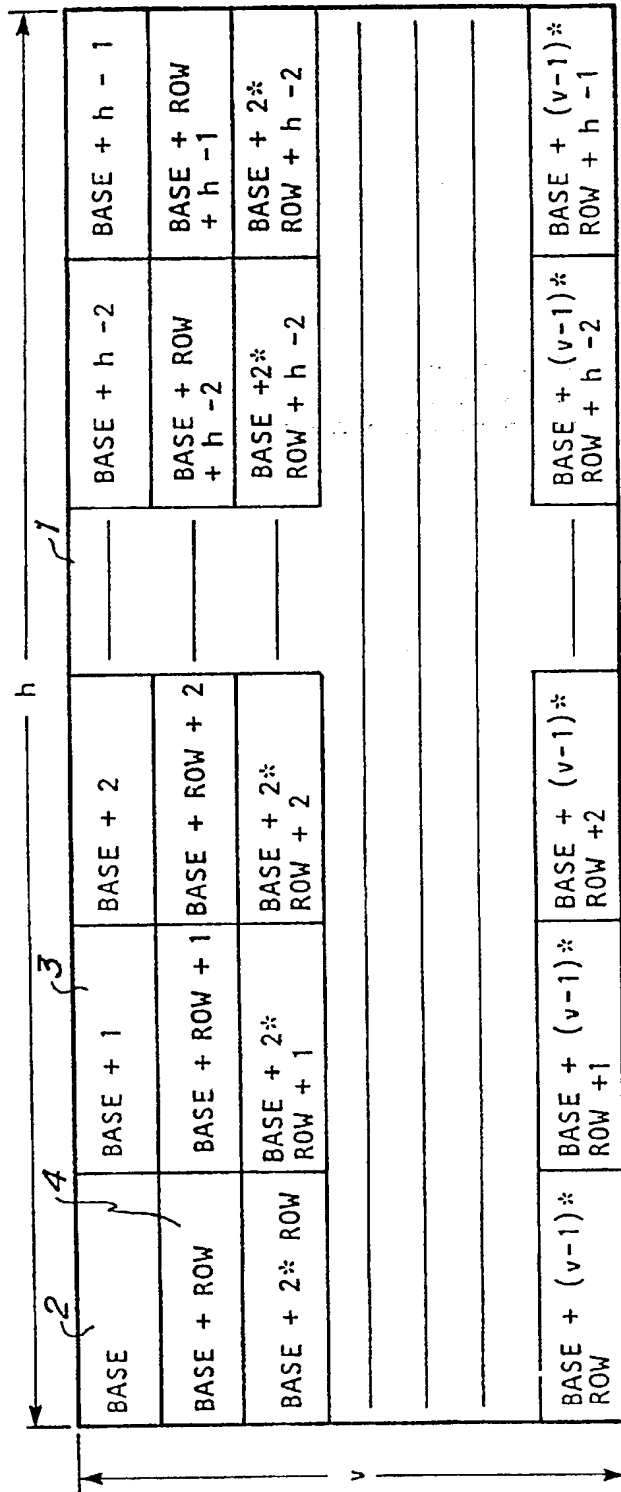 h
1
2
3
4
BASE
BASE + 1
BASE + 2
BASE + h -2
BASE + h - 1
BASE + ROW
BASE + ROW + 1
BASE + ROW + 2
BASE + ROW
+ h -2
BASE + ROW
+ h -1
BASE + 2* ROW
BASE + 2*
ROW + 1
BASE + 2*
ROW + 2
BASE +2*
ROW + h -2
BASE + 2*
ROW + h -2
v
BASE + (v-1)*
ROW
BASE + (v-1)*
ROW +1
BASE + (v-1)*
ROW +2
BASE + (v-1)*
ROW + h -2
BASE + (v-1)*
ROW + h -1